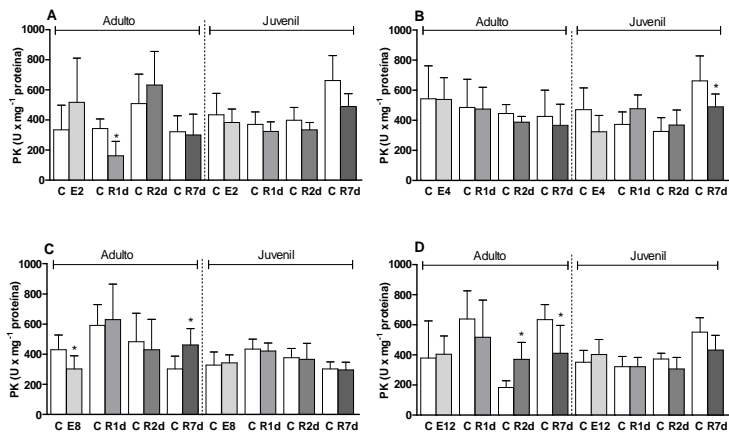 A
Adulto
Juvenil
PK (U x mg⁻¹ proteína)
1000
800
600
400
200
0
*
C E2 C R1d C R2d C R7d C E2 C R1d C R2d C R7d
B
Adulto
Juvenil
PK (U x mg⁻¹ proteína)
1000
800
600
400
200
0
*
C E4 C R1d C R2d C R7d C E4 C R1d C R2d C R7d
C
Adulto
Juvenil
PK (U x mg⁻¹ proteína)
1000
800
600
400
200
0
* *
C E8 C R1d C R2d C R7d C E8 C R1d C R2d C R7d
D
Adulto
Juvenil
PK (U x mg⁻¹ proteína)
1000
800
600
400
200
0
* *
C E12 C R1d C R2d C R7d C E12 C R1d C R2d C R7d